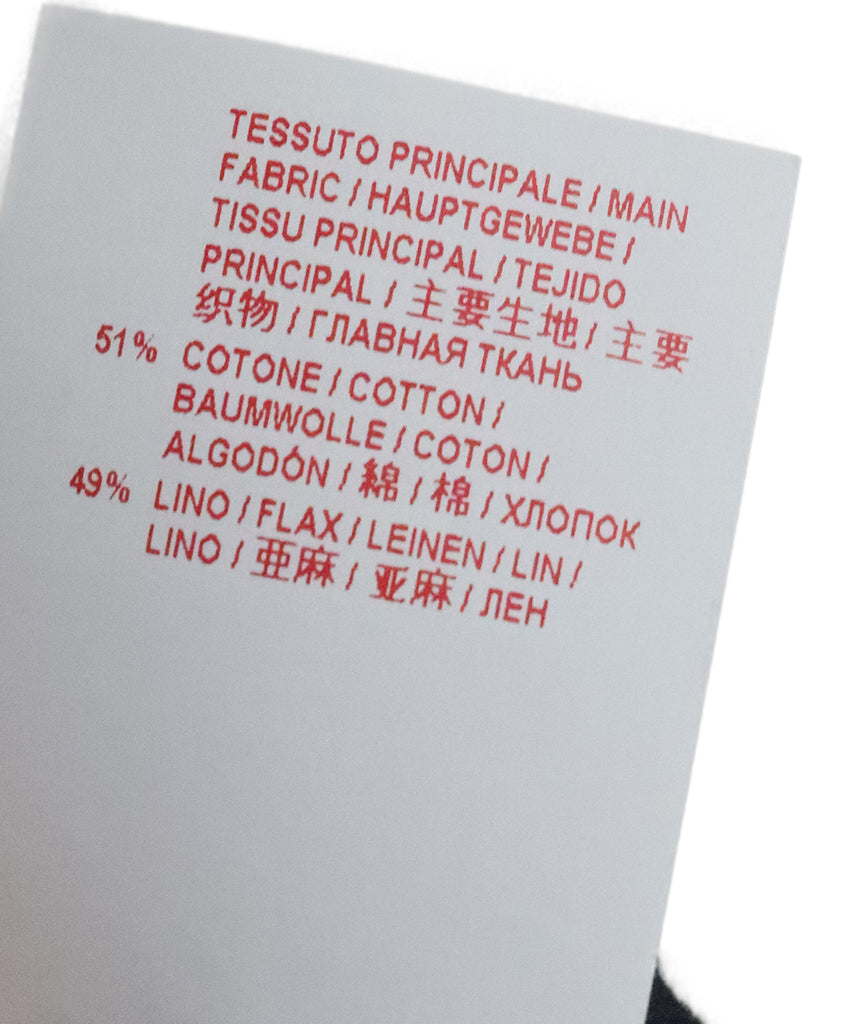 TESSUTO PRINCIPALE / MAIN
FABRIC / HAUPTGEWEBE /
TISSU PRINCIPAL / TEJIDO
PRINCIPAL / 主要生地 / 主要
织物 / ГЛАВНАЯ ТКАНЬ
51% COTONE / COTTON /
BAUMWOLLE / COTON /
ALGODÓN / 綿 / 棉 / ХЛОПОК
49% LINO / FLAX / LEINEN / LIN /
LINO / 亜麻 / 亚麻 / ЛЕН